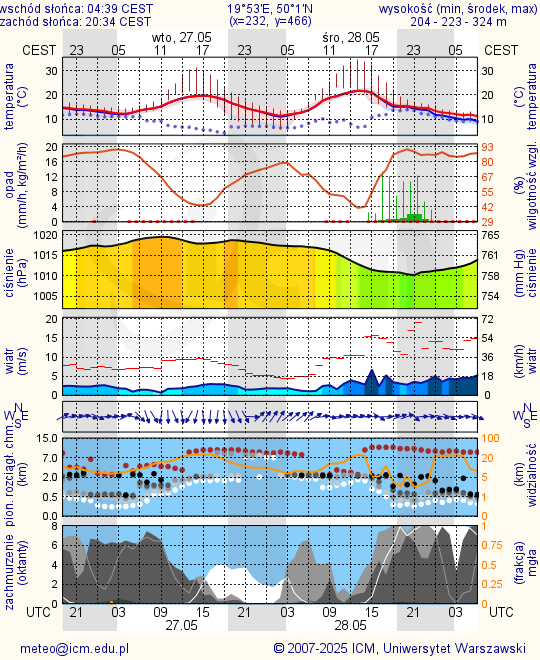 wschód słońca: 04:39 CEST 19°53'E, 50°1'N wysokość (min, środek, max)
zachód słońca: 20:34 CEST (x=232, y=466) 204 - 223 - 324 m
wto, 27.05 śro, 28.05
CEST 23 05 11 17 23 05 11 17 23 05 CEST
temperatura
(°C)
30
20
10
30
20
10
(°C)
temperatura
opad
(mm/h, kg/m²/h)
20
16
12
8
4
0
93
80
67
55
42
29
(%)
wilgotność wzgl.
ciśnienie
(hPa)
1020
1015
1010
1005
765
761
758
754
(mm Hg)
ciśnienie
wiatr
(m/s)
20
15
10
5
0
72
54
36
18
0
(km/h)
wiatr
N
W E
S
N
W E
S
pion. rozciągł. chm.
(km)
15.0
7.0
2.0
0.5
0.0
100
20
5
1
0
(km)
widzialność
zachmurzenie
(oktanty)
8
6
4
2
0
1
0.75
0.5
0.25
0
(frakcja)
mgła
UTC 21 03 09 15 21 03 09 15 21 03 UTC
27.05 28.05
meteo@icm.edu.pl © 2007-2025 ICM, Uniwersytet Warszawski